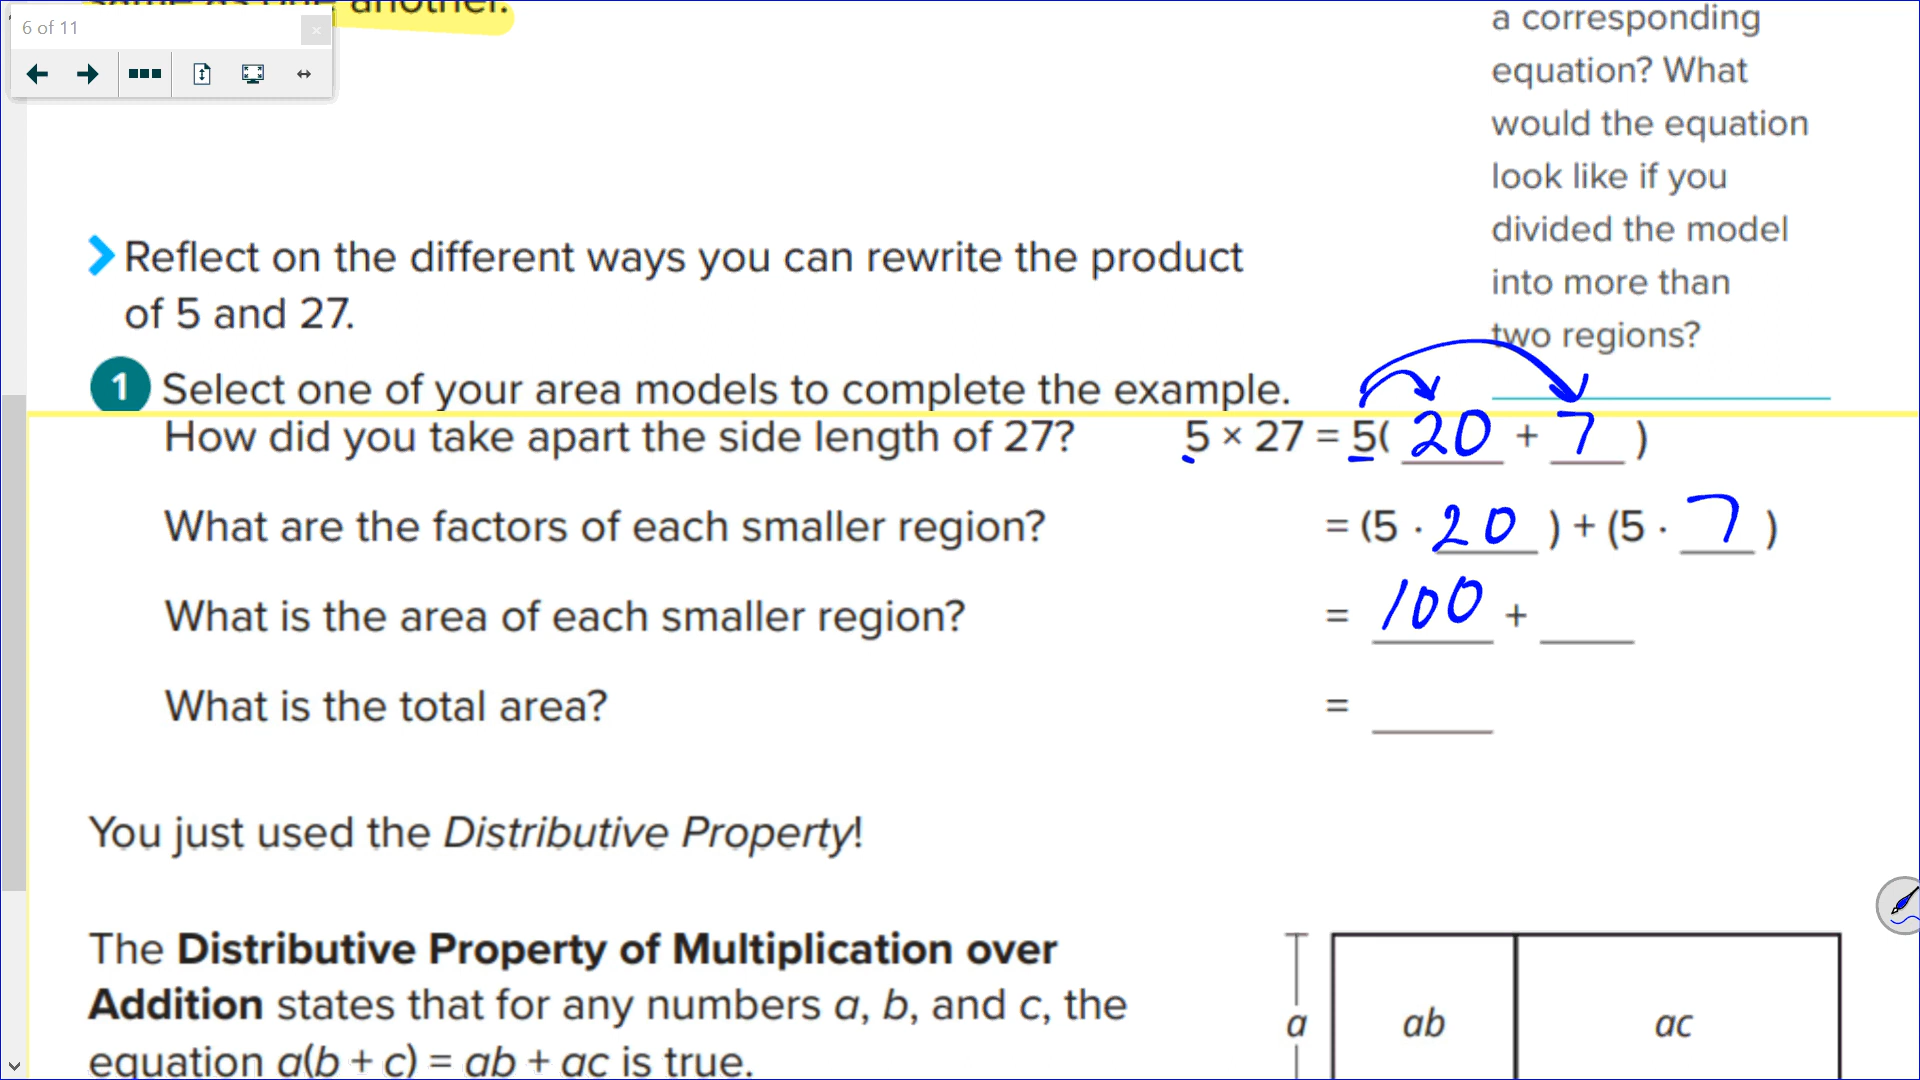 same as one another.
6 of 11
a corresponding
equation? What
would the equation
look like if you
divided the model
into more than
two regions?
Reflect on the different ways you can rewrite the product
of 5 and 27.
1 Select one of your area models to complete the example.
How did you take apart the side length of 27? 5 × 27 = 5( 20 + 7 )
What are the factors of each smaller region? = (5 · 20 ) + (5 · 7 )
What is the area of each smaller region? = 100 + ___
What is the total area? = ___
You just used the Distributive Property!
The Distributive Property of Multiplication over
Addition states that for any numbers a, b, and c, the
equation a(b + c) = ab + ac is true.
a ab ac